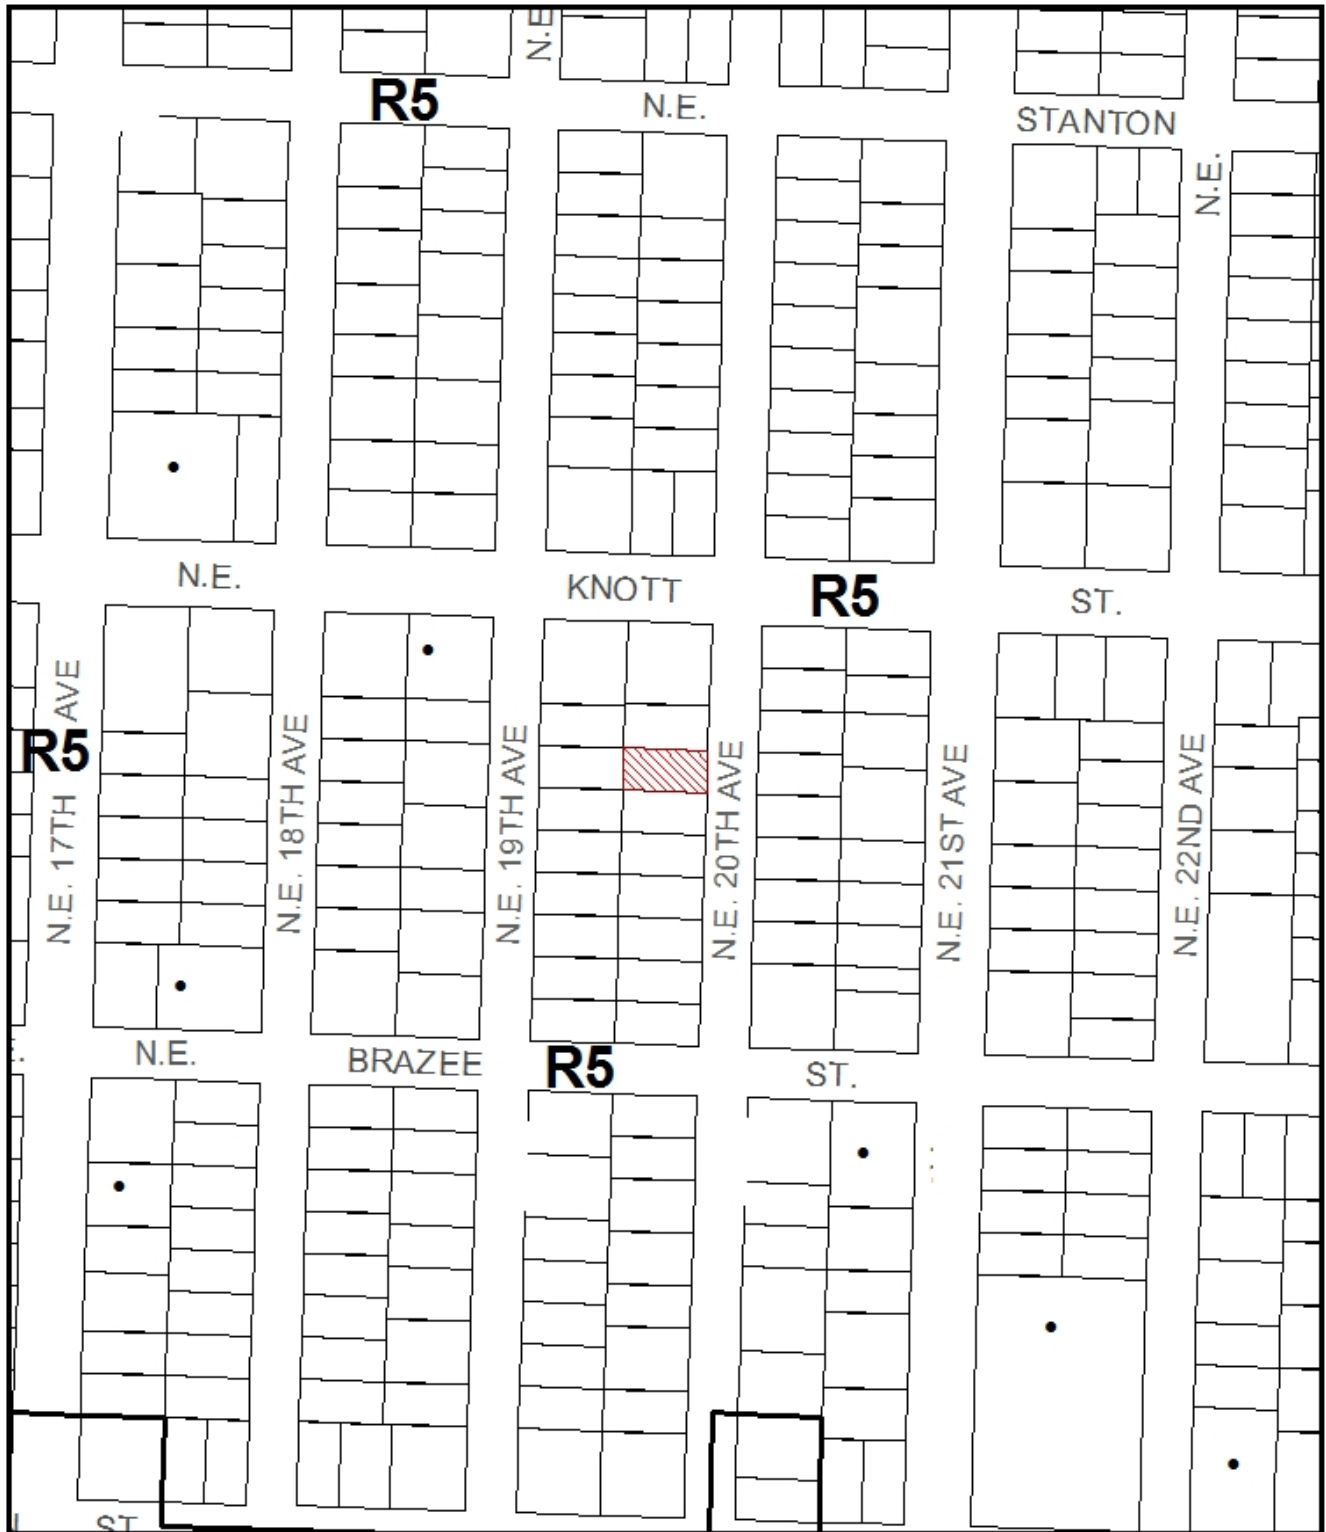 N.E.
R5
N.E.
STANTON
N.E.
N.E.
KNOTT
R5
ST.
R5
N.E. 17TH AVE
N.E. 18TH AVE
N.E. 19TH AVE
N.E. 20TH AVE
N.E. 21ST AVE
N.E. 22ND AVE
N.E.
BRAZEE
R5
ST.
ST